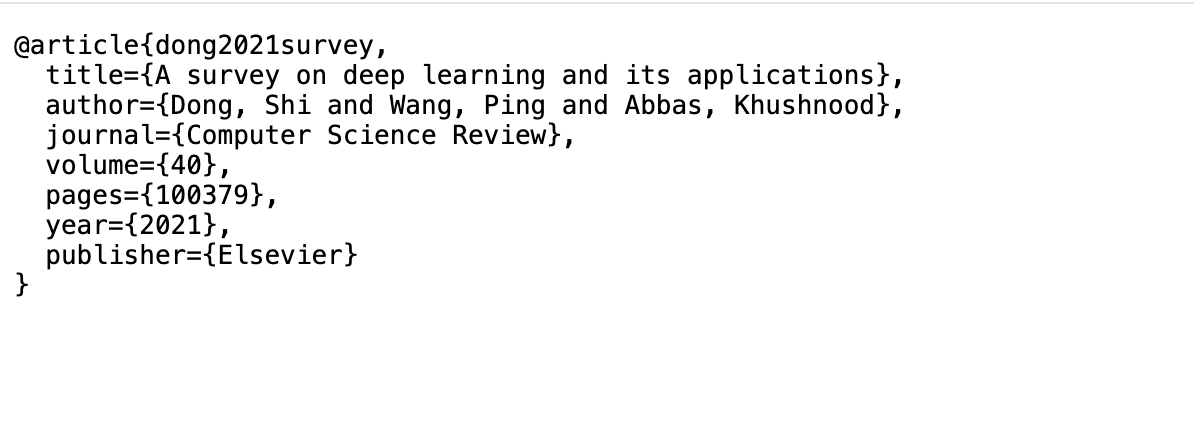 @article{dong2021survey,
  title={A survey on deep learning and its applications},
  author={Dong, Shi and Wang, Ping and Abbas, Khushnood},
  journal={Computer Science Review},
  volume={40},
  pages={100379},
  year={2021},
  publisher={Elsevier}
}